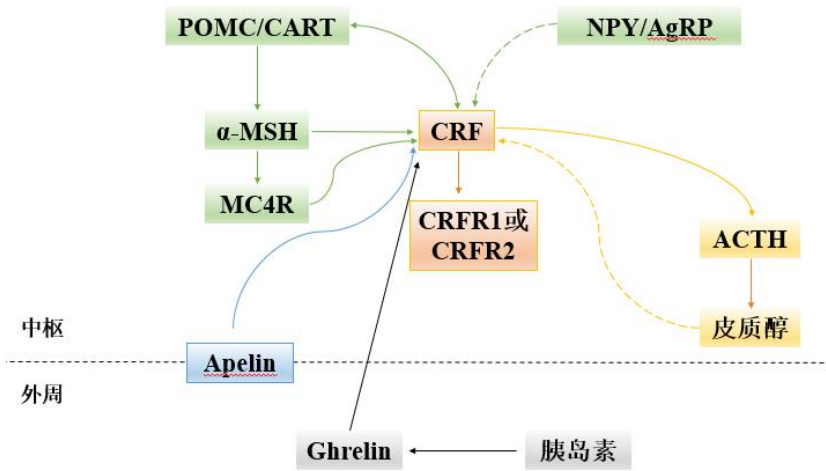 POMC/CART
NPY/AgRP
α-MSH
CRF
MC4R
CRFR1或
CRFR2
ACTH
中枢
皮质醇
Apelin
外周
Ghrelin
胰岛素